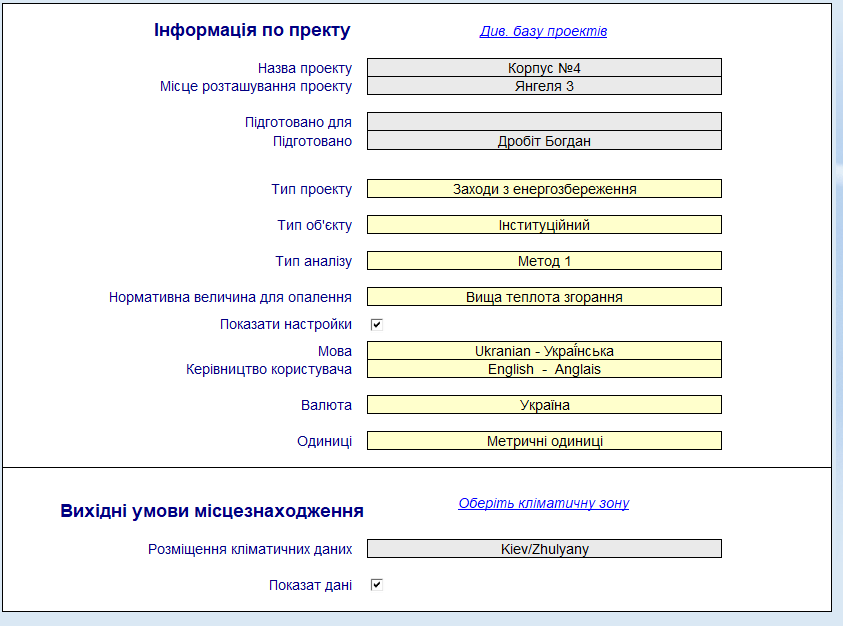 Інформація по пректу
Див. базу проектів
Назва проекту Корпус №4
Місце розташування проекту Янгеля 3
Підготовано для
Підготовано Дробіт Богдан
Тип проекту Заходи з енергозбереження
Тип об'єкту Інституційний
Тип аналізу Метод 1
Нормативна величина для опалення Вища теплота згорання
Показати настройки
Мова Ukranian - Українська
Керівництво користувача English - Anglais
Валюта Україна
Одиниці Метричні одиниці
Вихідні умови місцезнаходження
Оберіть кліматичну зону
Розміщення кліматичних даних Kiev/Zhulyany
Показат дані